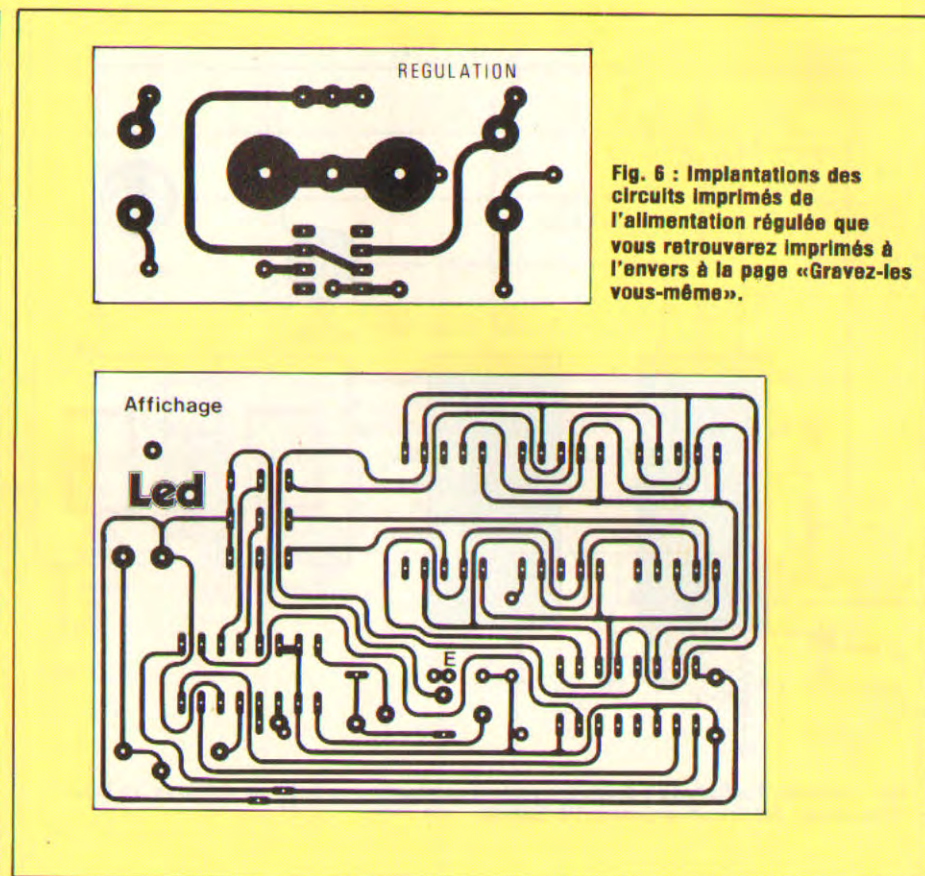 REGULATION
Fig. 6 : Implantations des
circuits imprimés de
l'alimentation régulée que
vous retrouverez imprimés à
l'envers à la page «Gravez-les
vous-même».
Affichage
Led
E